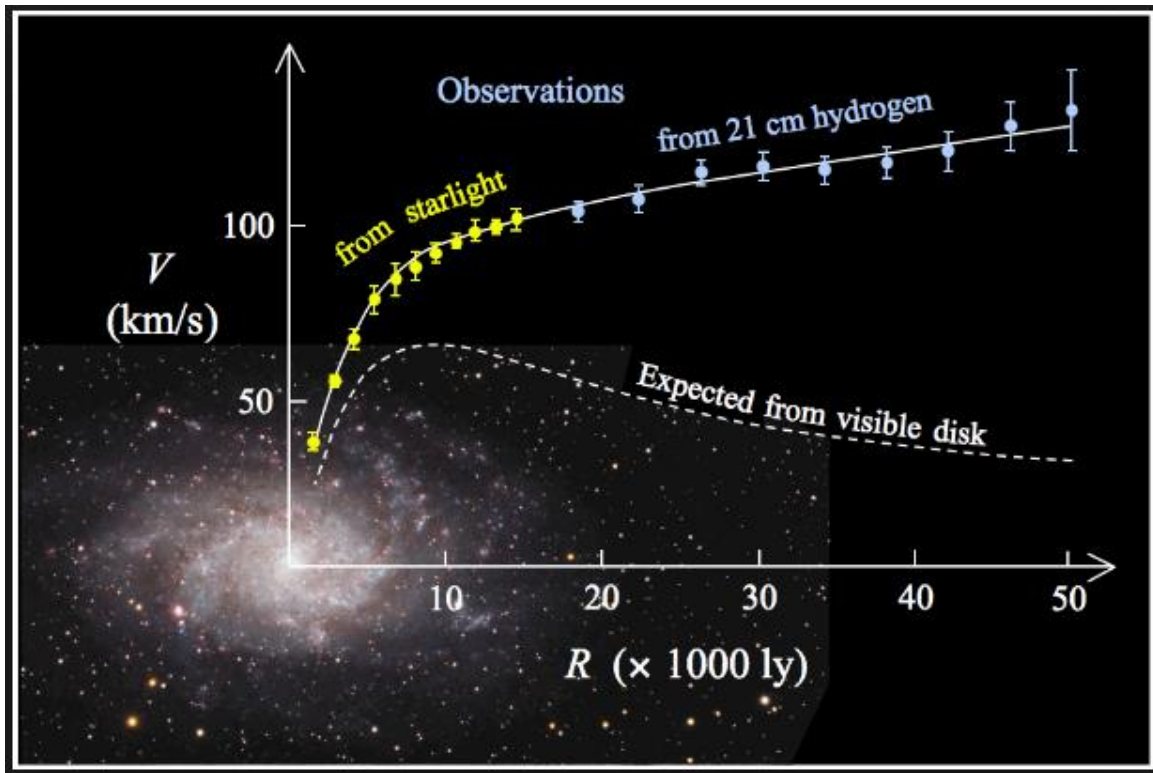 Observations
from 21 cm hydrogen
from starlight
100
V
(km/s)
50
Expected from visible disk
10 20 30 40 50
R (× 1000 ly)